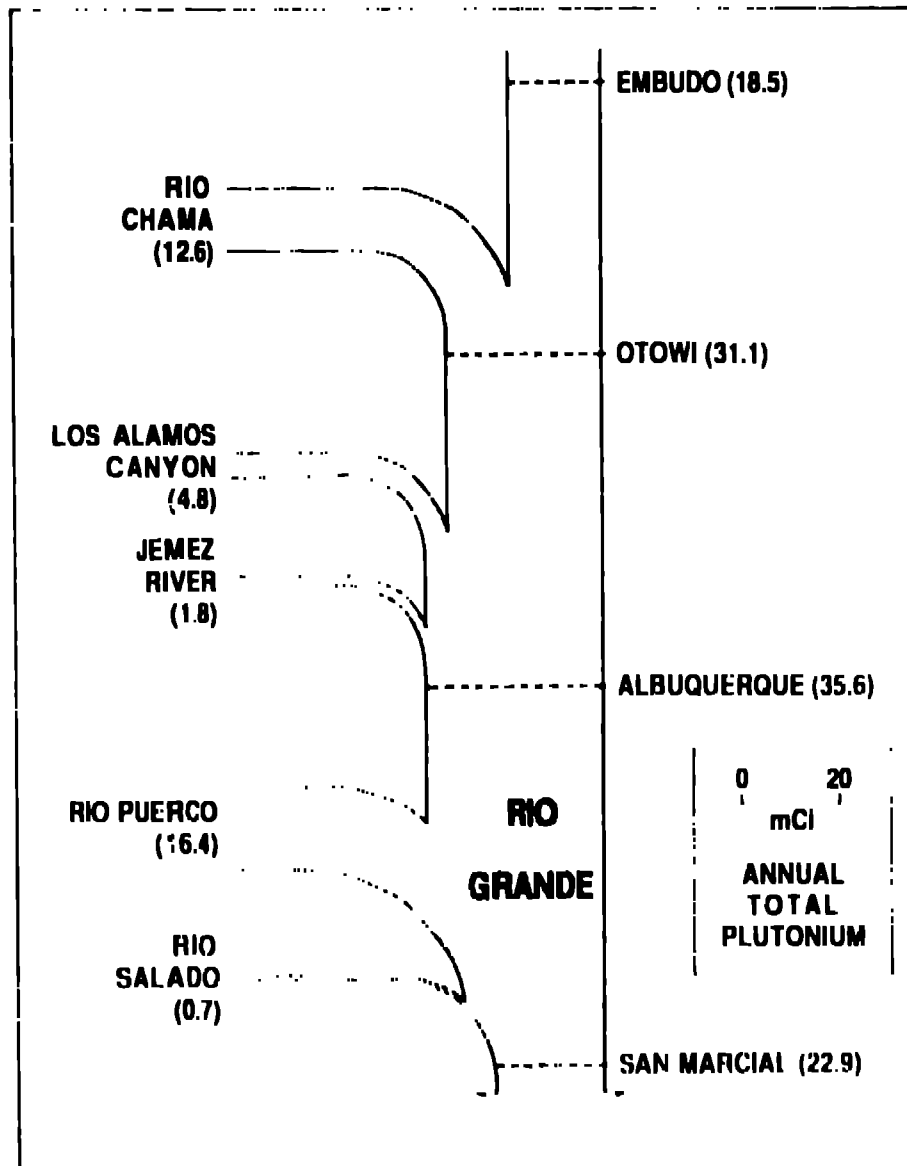 EMBUDO (18.5)
RIO
CHAMA
(12.6)
OTOWI (31.1)
LOS ALAMOS
CANYON
(4.8)
JEMEZ
RIVER
(1.8)
ALBUQUERQUE (35.6)
RIO PUERCO
(16.4)
RIO
GRANDE
0 20
mCi
ANNUAL
TOTAL
PLUTONIUM
RIO
SALADO
(0.7)
SAN MARCIAL (22.9)